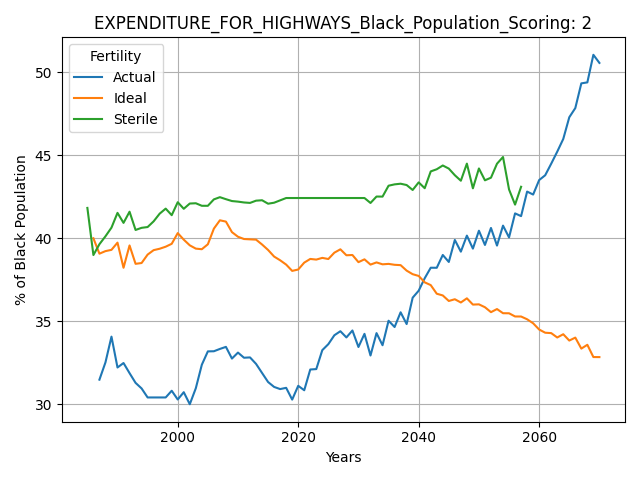 EXPENDITURE_FOR_HIGHWAYS_Black_Population_Scoring: 2
Fertility
Actual
Ideal
Sterile
% of Black Population
50
45
40
35
30
2000
2020
2040
2060
Years